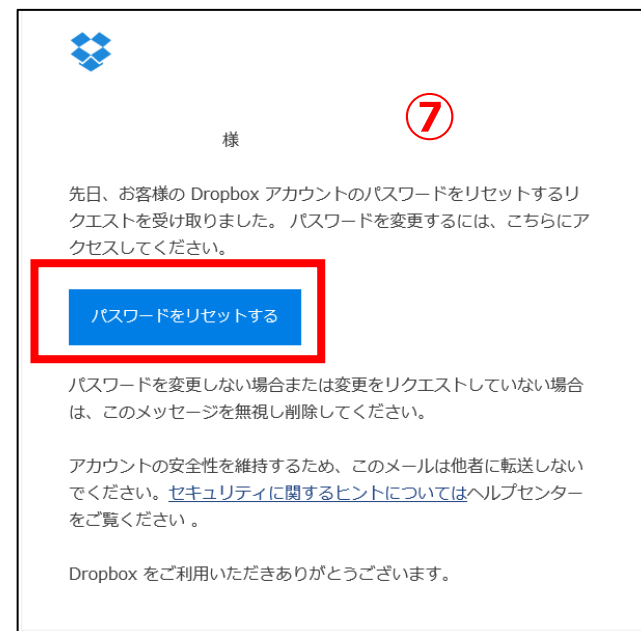 ⑦
様
先日、お客様の Dropbox アカウントのパスワードをリセットするリ
クエストを受け取りました。 パスワードを変更するには、こちらにア
クセスしてください。
パスワードをリセットする
パスワードを変更しない場合または変更をリクエストしていない場合
は、このメッセージを無視し削除してください。
アカウントの安全性を維持するため、このメールは他者に転送しない
でください。セキュリティに関するヒントについてはヘルプセンター
をご覧ください 。
Dropbox をご利用いただきありがとうございます。